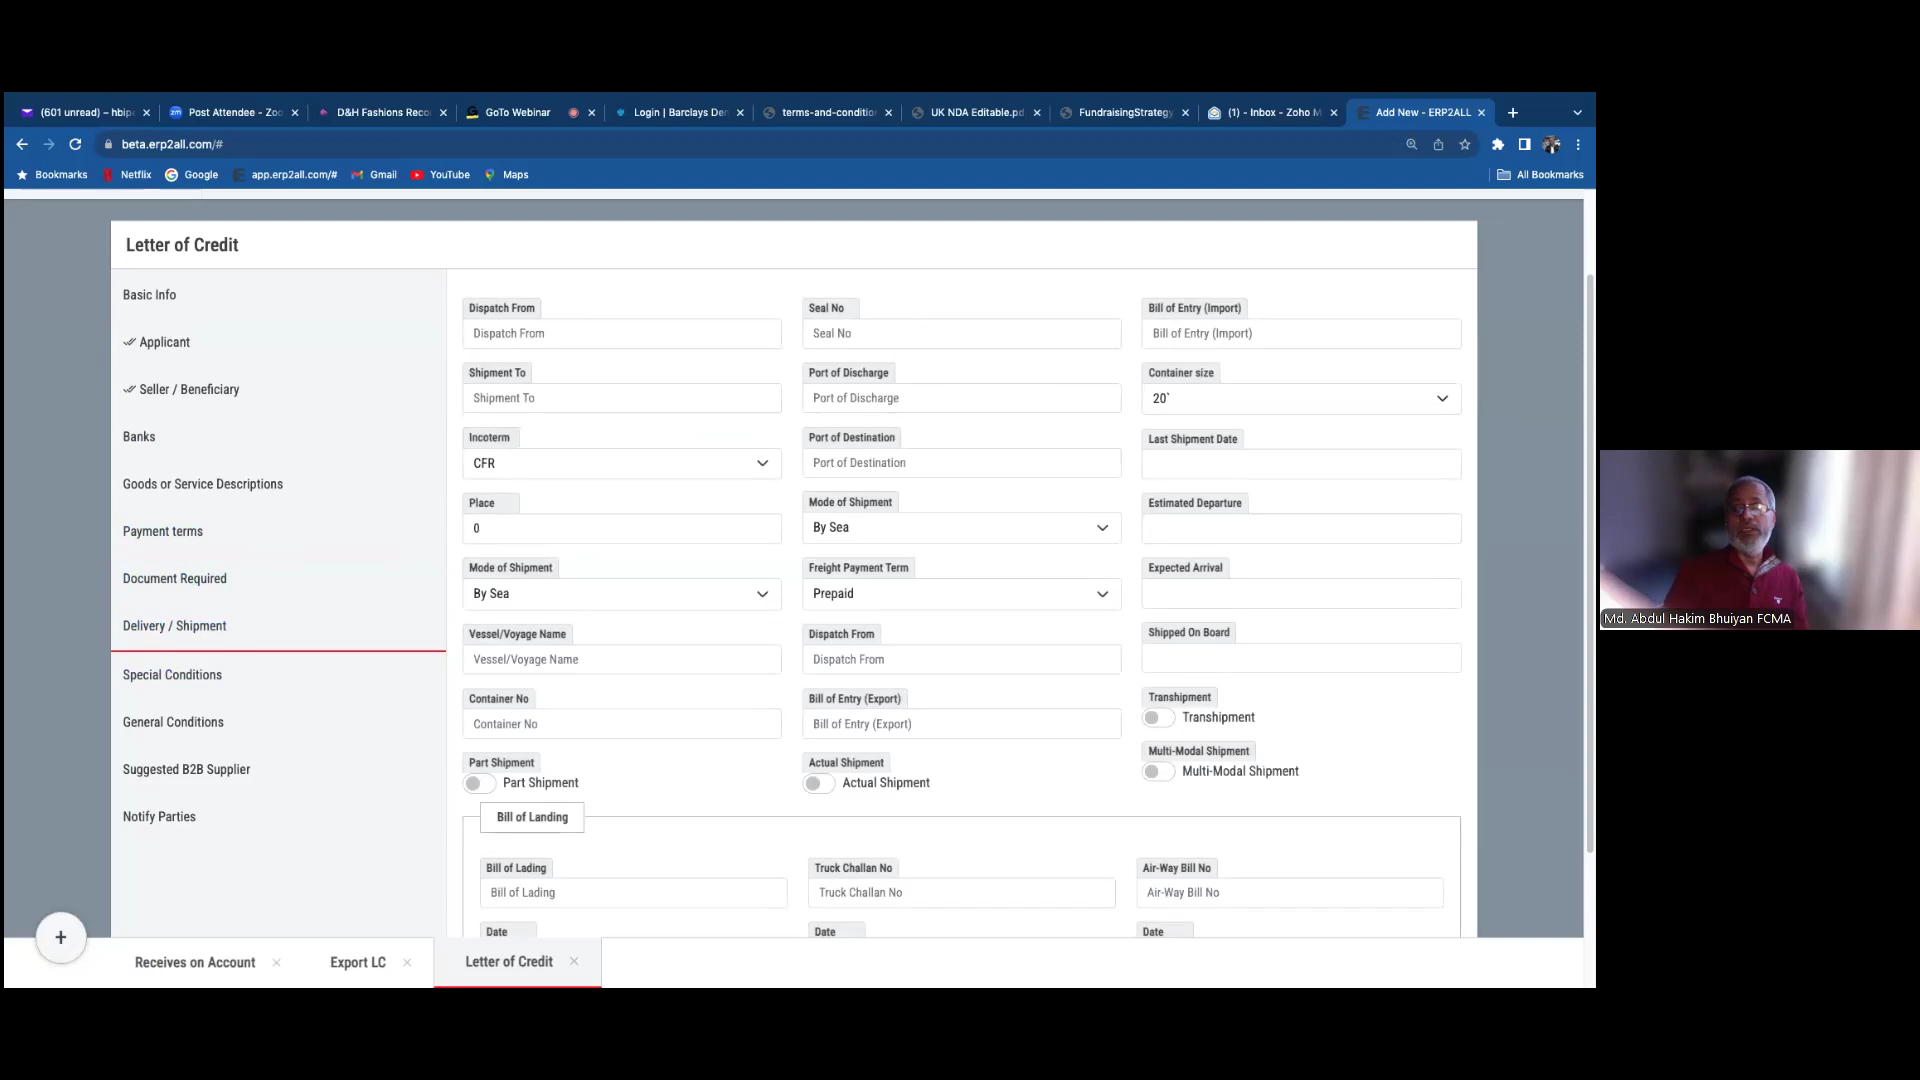 (601 unread) – hbipe
Post Attendee - Zoo
D&H Fashions Reco
GoTo Webinar
Login | Barclays De
terms-and-conditio
UK NDA Editable.pd
FundraisingStrategy
(1) - Inbox - Zoho M
Add New - ERP2ALL
beta.erp2all.com/#
Bookmarks
Netflix
Google
app.erp2all.com/#
Gmail
YouTube
Maps
All Bookmarks
Letter of Credit
Basic Info
Applicant
Seller / Beneficiary
Banks
Goods or Service Descriptions
Payment terms
Document Required
Delivery / Shipment
Special Conditions
General Conditions
Suggested B2B Supplier
Notify Parties
Dispatch From
Dispatch From
Shipment To
Shipment To
Incoterm
CFR
Place
0
Mode of Shipment
By Sea
Vessel/Voyage Name
Vessel/Voyage Name
Container No
Container No
Part Shipment
Part Shipment
Seal No
Seal No
Port of Discharge
Port of Discharge
Port of Destination
Port of Destination
Mode of Shipment
By Sea
Freight Payment Term
Prepaid
Dispatch From
Dispatch From
Bill of Entry (Export)
Bill of Entry (Export)
Actual Shipment
Actual Shipment
Bill of Entry (Import)
Bill of Entry (Import)
Container size
20`
Last Shipment Date
Estimated Departure
Expected Arrival
Shipped On Board
Transhipment
Transhipment
Multi-Modal Shipment
Multi-Modal Shipment
Bill of Landing
Bill of Lading
Bill of Lading
Date
Truck Challan No
Truck Challan No
Date
Air-Way Bill No
Air-Way Bill No
Date
+
Receives on Account
Export LC
Letter of Credit
Md. Abdul Hakim Bhuiyan FCMA